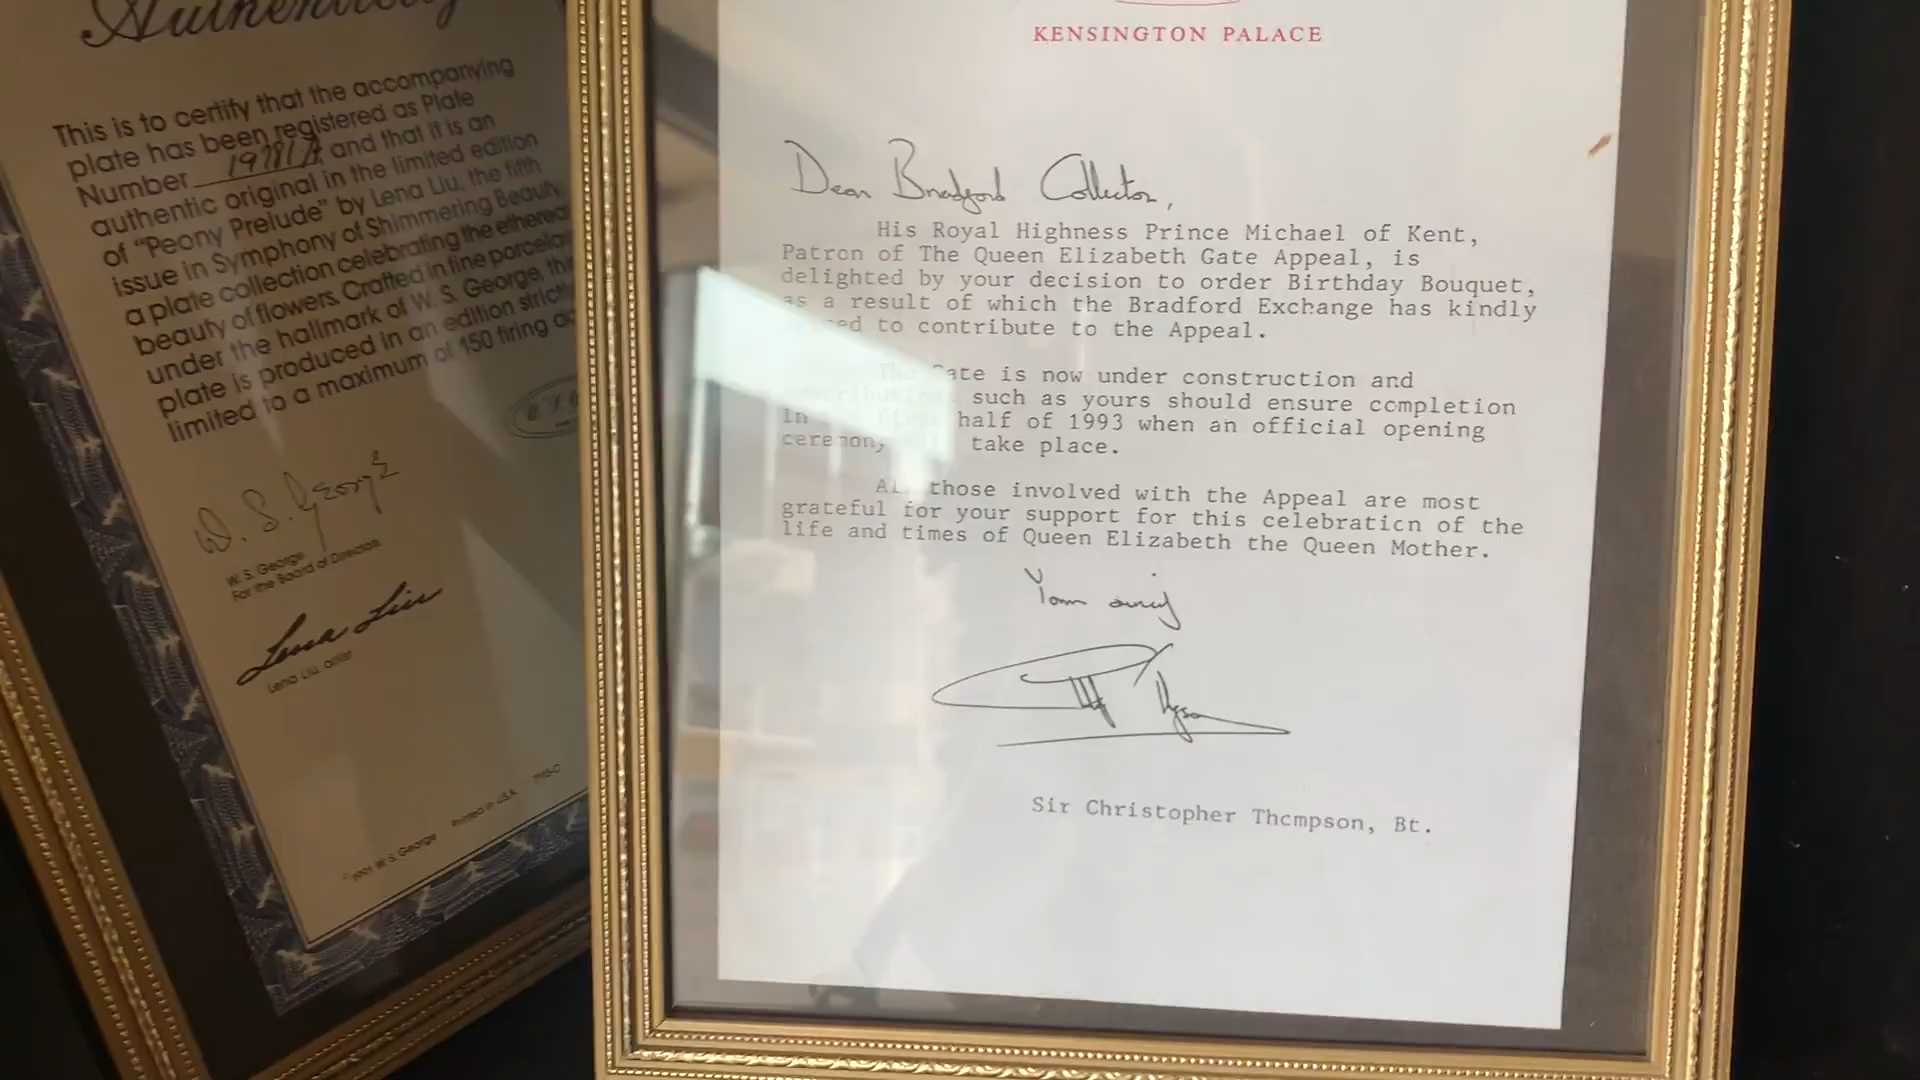 Authenticity
This is to certify that the accompanying
plate has been registered as Plate
Number and that it is an
authentic original in the limited edition
of "Peony Prelude" by Lena Liu, the fifth
issue in Symphony of Shimmering Beauty
a plate collection celebrating the ethereal
beauty of flowers. Crafted in fine porcelain
under the hallmark of W. S. George, this
plate is produced in an edition strictly
limited to a maximum of 150 firing da
W. S. George
W. S. George
For the Board of Directors
Lena Liu
Lena Liu, artist
©1991 W. S. George Printed in U.S.A.
KENSINGTON PALACE
Dear Bradford Collector,
His Royal Highness Prince Michael of Kent,
Patron of The Queen Elizabeth Gate Appeal, is
delighted by your decision to order Birthday Bouquet,
as a result of which the Bradford Exchange has kindly
to contribute to the Appeal.
The Gate is now under construction and
such as yours should ensure completion
in half of 1993 when an official opening
ceremony take place.
All those involved with the Appeal are most
grateful for your support for this celebration of the
life and times of Queen Elizabeth the Queen Mother.
Sir Christopher Thompson, Bt.